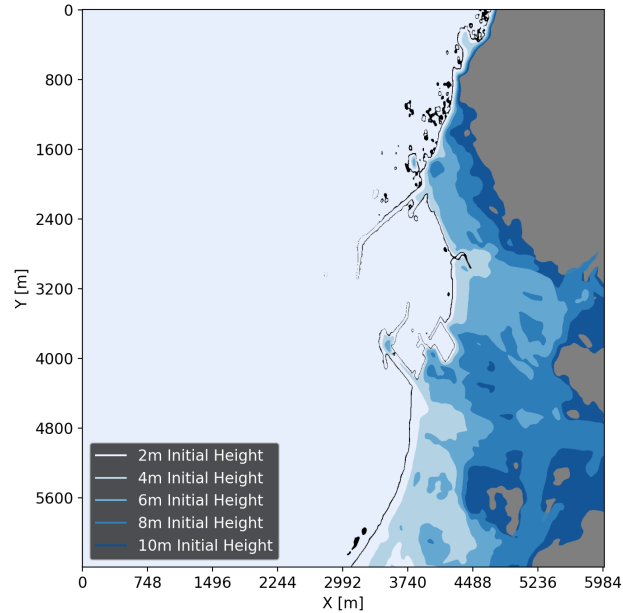 0
800
1600
2400
3200
4000
4800
5600
Y [m]
2m Initial Height
4m Initial Height
6m Initial Height
8m Initial Height
10m Initial Height
0 748 1496 2244 2992 3740 4488 5236 5984
X [m]